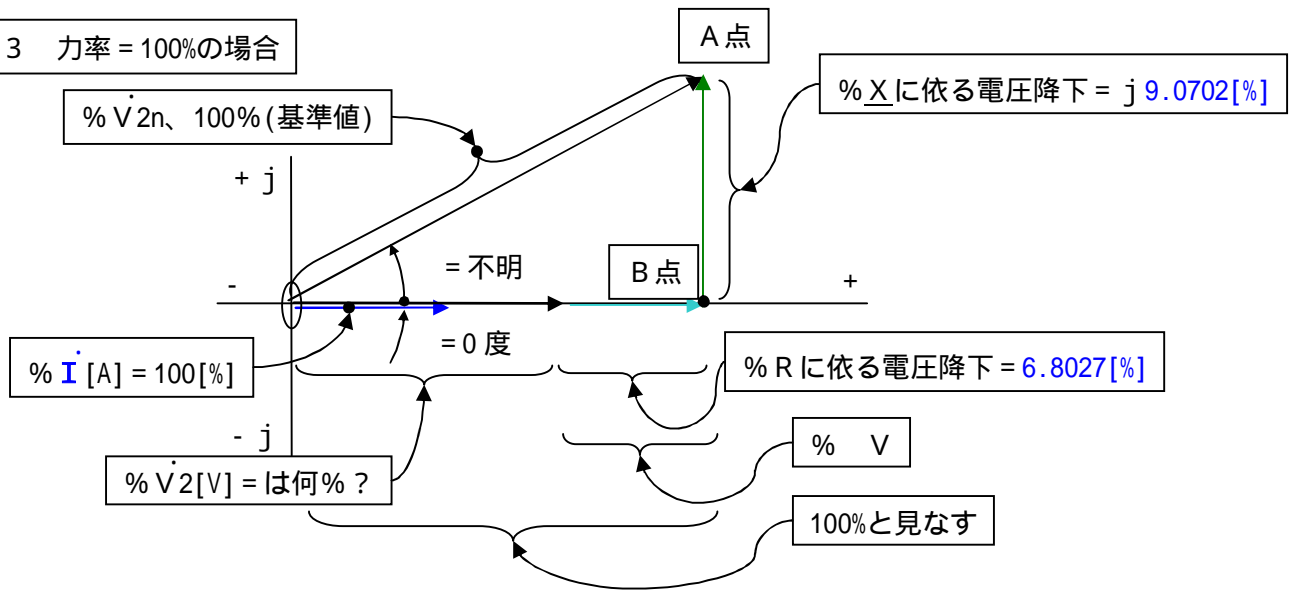 3 力率=100%の場合
A点
%V̇2n、100%(基準値)
%Xに依る電圧降下= j 9.0702[%]
+ j
=不明
B点
-
+
=0度
%İ[A]=100[%]
%Rに依る電圧降下=6.8027[%]
- j
% V
%V̇2[V]=は何%?
100%と見なす